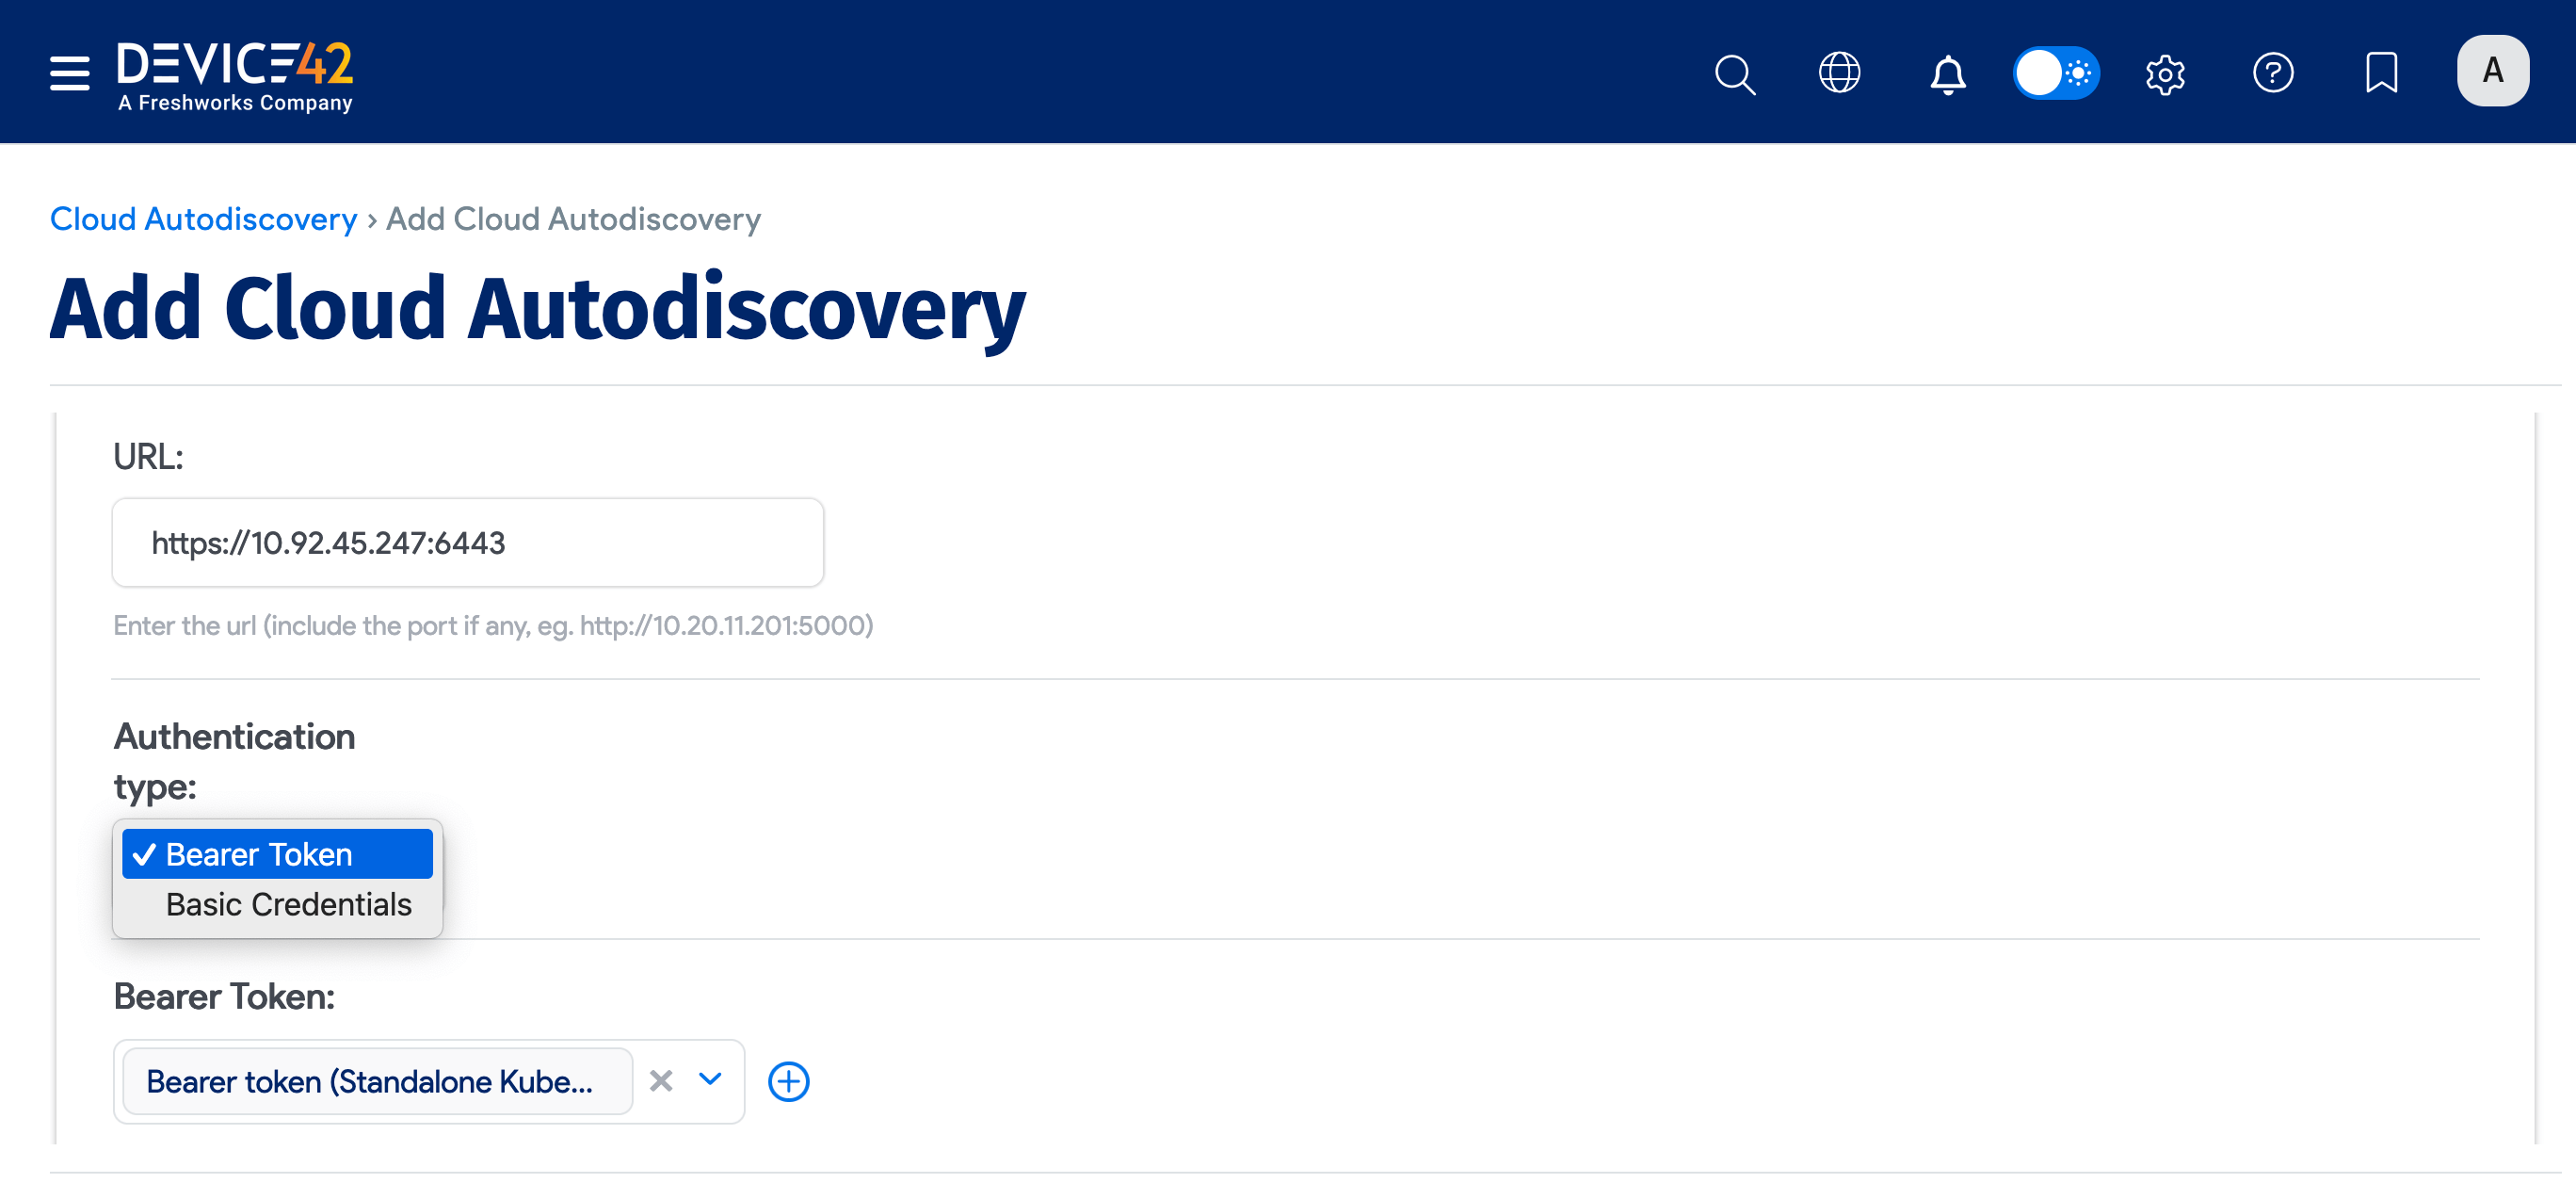 DEVICE42
A Freshworks Company
A
Cloud Autodiscovery › Add Cloud Autodiscovery
Add Cloud Autodiscovery
URL:
https://10.92.45.247:6443
Enter the url (include the port if any, eg. http://10.20.11.201:5000)
Authentication
type:
✓ Bearer Token
Basic Credentials
Bearer Token:
Bearer token (Standalone Kube...